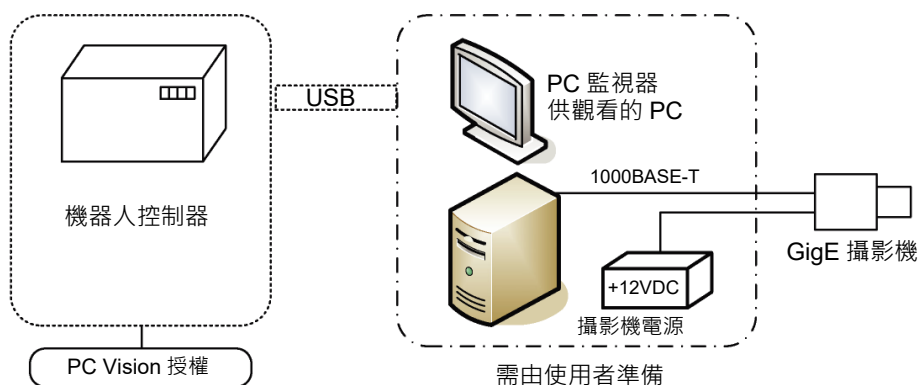 機器人控制器
PC Vision 授權
USB
PC 監視器
供觀看的 PC
1000BASE-T
+12VDC
攝影機電源
需由使用者準備
GigE 攝影機